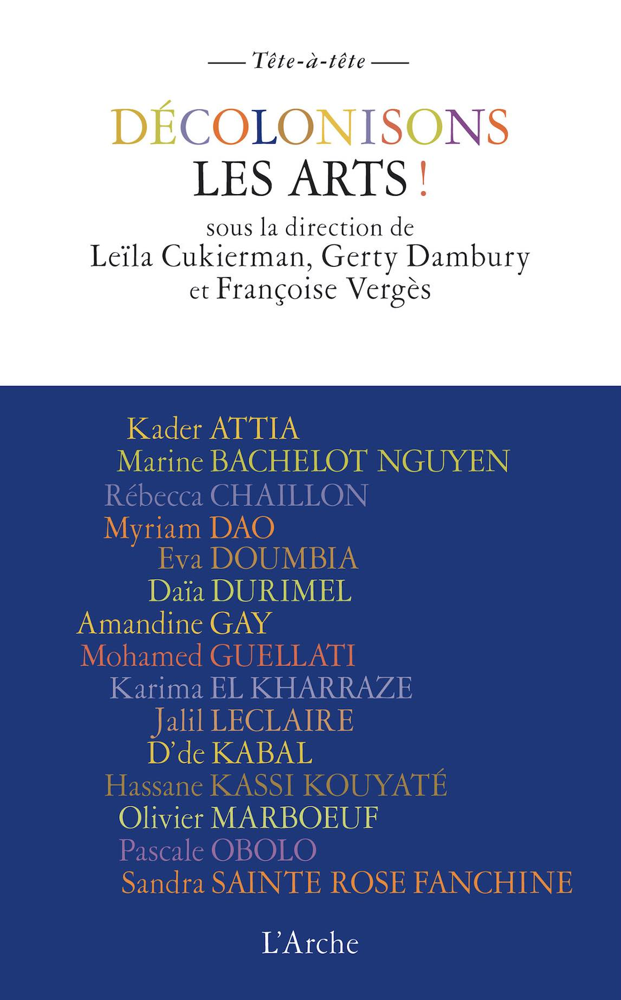 Tête-à-tête
DÉCOLONISONS
LES ARTS !
sous la direction de
Leïla Cukierman, Gerty Dambury
et Françoise Vergès
Kader ATTIA
Marine BACHELOT NGUYEN
Rébecca CHAILLON
Myriam DAO
Eva DOUMBIA
Daïa DURIMEL
Amandine GAY
Mohamed GUELLATI
Karima EL KHARRAZE
Jalil LECLAIRE
D’de KABAL
Hassane KASSI KOUYATÉ
Olivier MARBOEUF
Pascale OBOLO
Sandra SAINTE ROSE FANCHINE
L’Arche